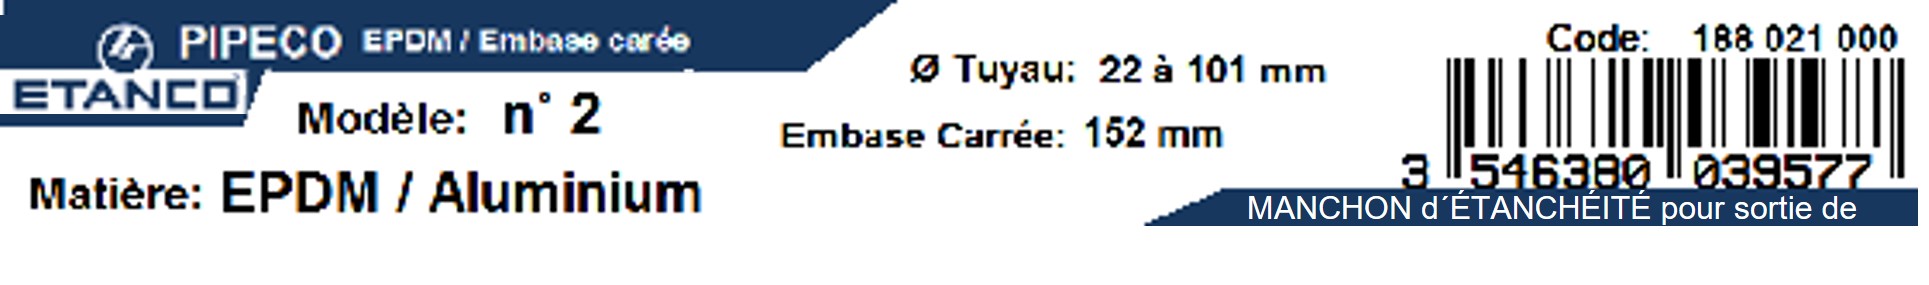 PIPECO EPDM / Embase carée
ETANCO
Modèle: n° 2
Matière: EPDM / Aluminium
Ø Tuyau: 22 à 101 mm
Embase Carrée: 152 mm
Code: 188 021 000
3 546380 039577
MANCHON d´ÉTANCHÉITÉ pour sortie de